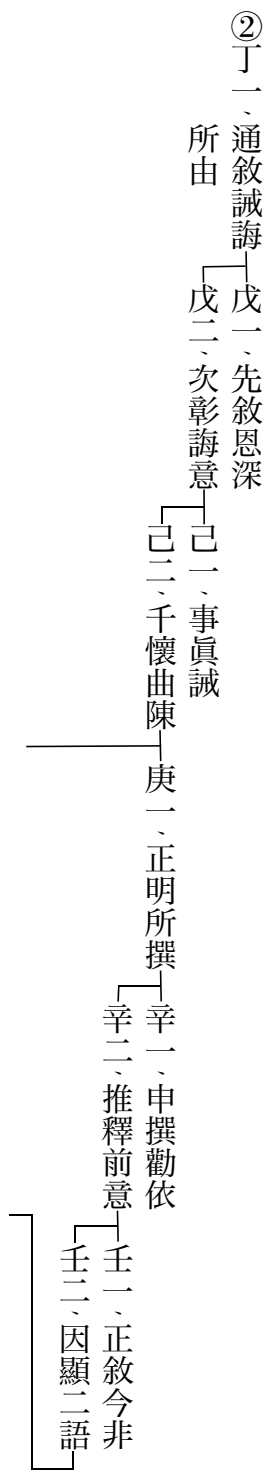 ②丁一、通敘誡誨
所由
戊一、先敘恩深
戊二、次彰誨意
己一、事眞誡
己二、千懷曲陳
庚一、正明所撰
辛一、申撰勸依
辛二、推釋前意
壬一、正敘今非
壬二、因顯二語